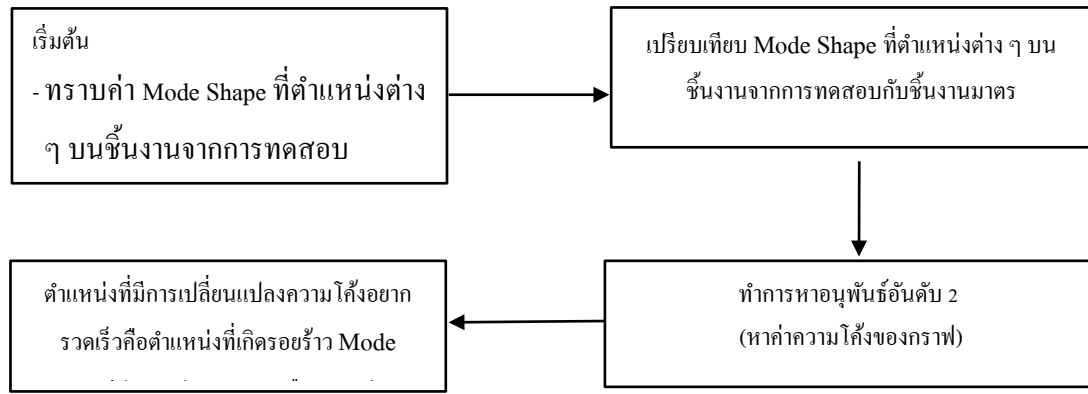 เริ่มต้น
- ทราบค่า Mode Shape ที่ตำแหน่งต่าง
ๆ บนชิ้นงานจากการทดสอบ
เปรียบเทียบ Mode Shape ที่ตำแหน่งต่าง ๆ บน
ชิ้นงานจากการทดสอบกับชิ้นงานมาตร
ทำการหาอนุพันธ์อันดับ 2
(หาค่าความโค้งของกราฟ)
ตำแหน่งที่มีการเปลี่ยนแปลงความโค้งอยาก
รวดเร็วคือตำแหน่งที่เกิดรอยร้าว Mode